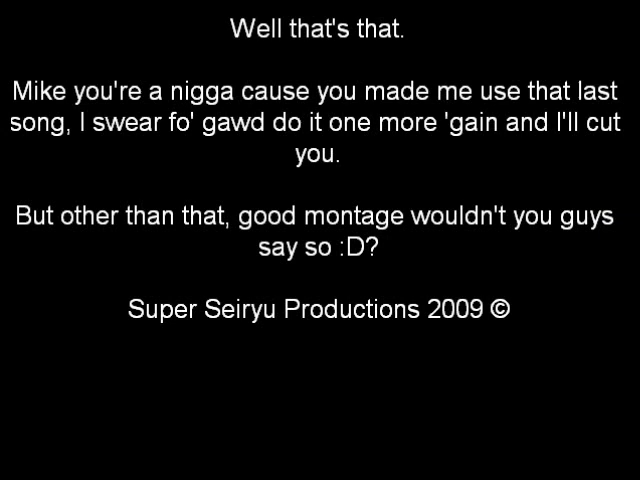 Well that's that.
Mike you're a nigga cause you made me use that last
song, I swear fo' gawd do it one more 'gain and I'll cut
you.
But other than that, good montage wouldn't you guys
say so :D?
Super Seiryu Productions 2009 ©